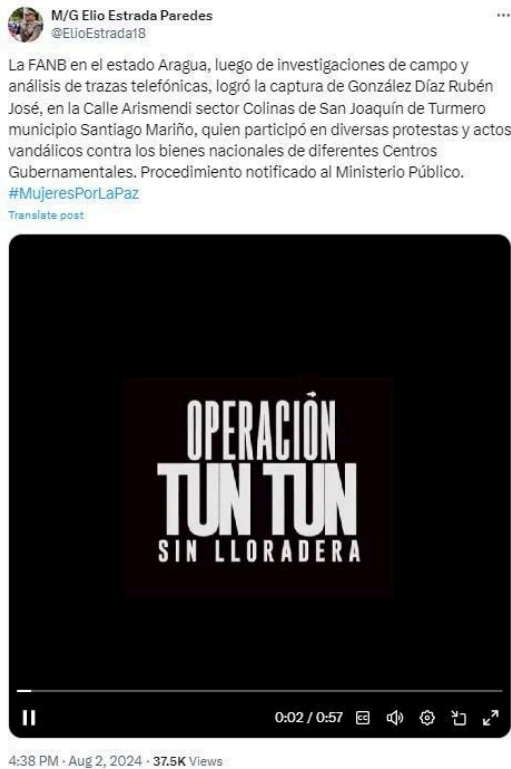 M/G Elio Estrada Paredes
@ElioEstrada18
La FANB en el estado Aragua, luego de investigaciones de campo y
análisis de trazas telefónicas, logró la captura de González Díaz Rubén
José, en la Calle Arismendi sector Colinas de San Joaquín de Turmero
municipio Santiago Mariño, quien participó en diversas protestas y actos
vandálicos contra los bienes nacionales de diferentes Centros
Gubernamentales. Procedimiento notificado al Ministerio Público.
#MujeresPorLaPaz
Translate post
OPERACIÓN
TUN TUN
SIN LLORADERA
0:02 / 0:57
4:38 PM · Aug 2, 2024 · 37.5K Views